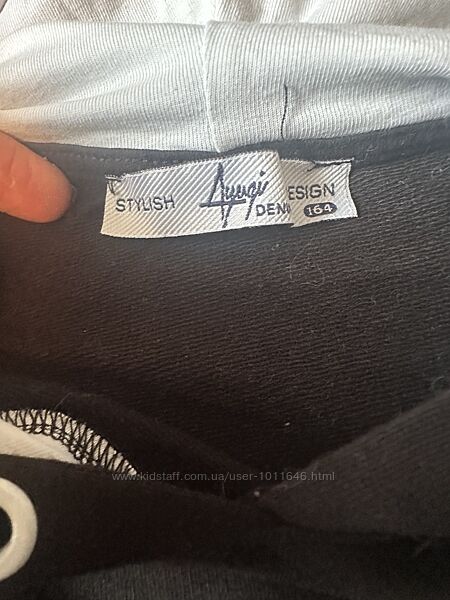 STYLISH
ESIGN
DENI
164
www.kidstaff.com.ua/user-1011646.html